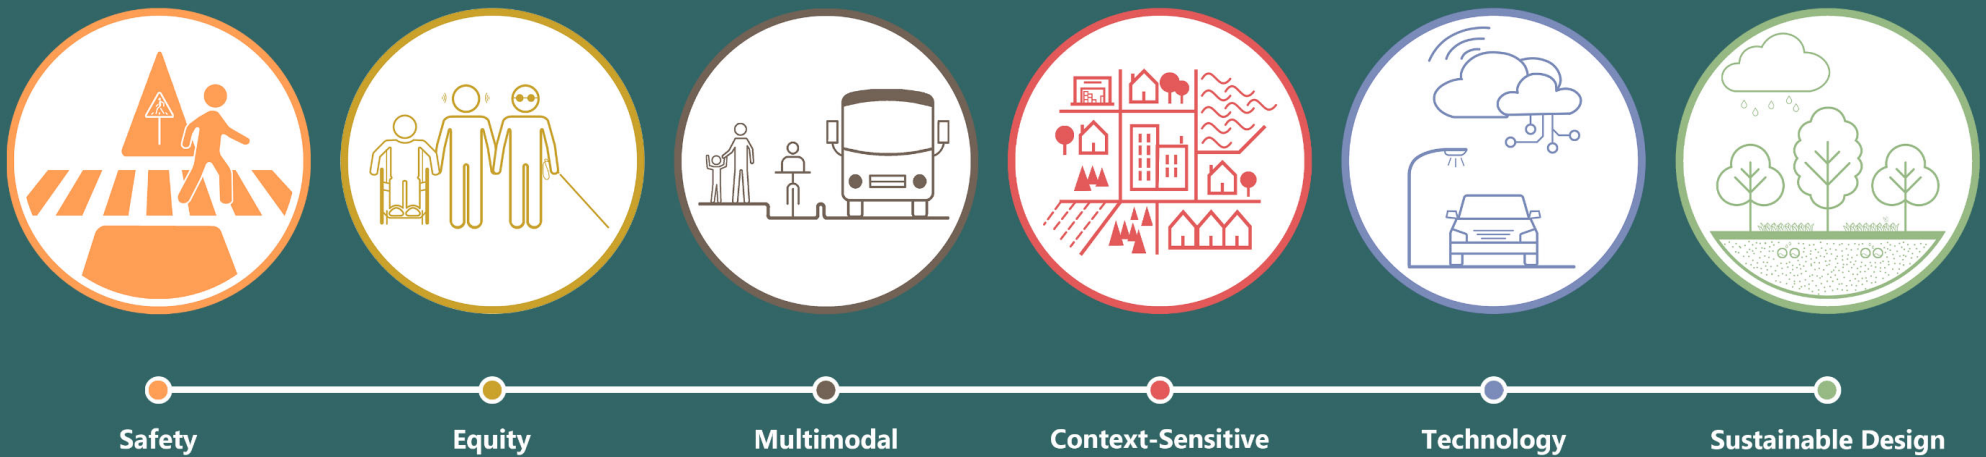 Safety
Equity
Multimodal
Context-Sensitive
Technology
Sustainable Design